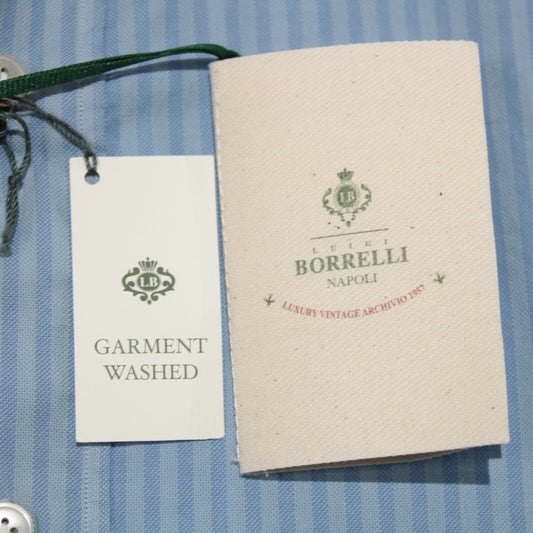 LB
GARMENT
WASHED
LB
LUIGI
BORRELLI
NAPOLI
LUXURY VINTAGE ARCHIVIO 1957